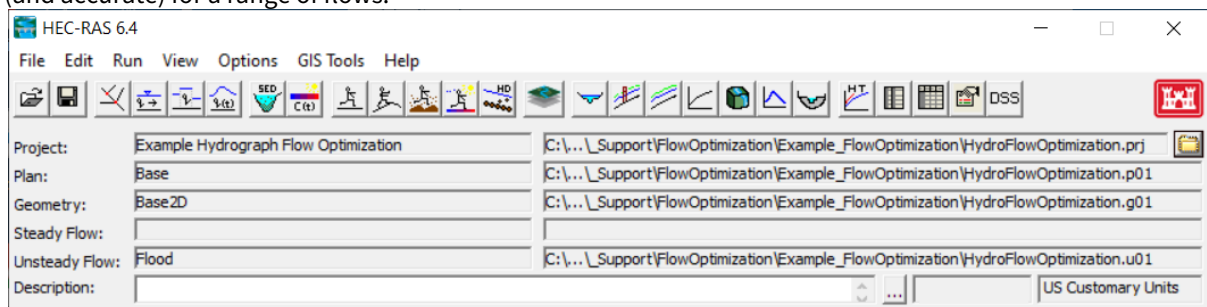 (and accurate) for a range of flows.
HEC-RAS 6.4
File Edit Run View Options GIS Tools Help
SED C(t) HD HT DSS
Project: Example Hydrograph Flow Optimization C:\...\_Support\FlowOptimization\Example_FlowOptimization\HydroFlowOptimization.prj
Plan: Base C:\...\_Support\FlowOptimization\Example_FlowOptimization\HydroFlowOptimization.p01
Geometry: Base2D C:\...\_Support\FlowOptimization\Example_FlowOptimization\HydroFlowOptimization.g01
Steady Flow:
Unsteady Flow: Flood C:\...\_Support\FlowOptimization\Example_FlowOptimization\HydroFlowOptimization.u01
Description: ... US Customary Units